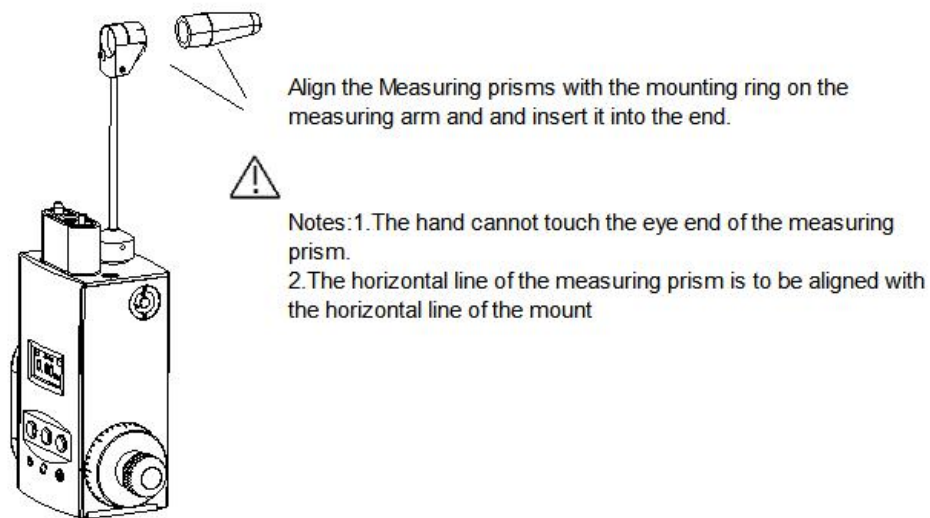 Align the Measuring prisms with the mounting ring on the
measuring arm and and insert it into the end.
Notes:1.The hand cannot touch the eye end of the measuring
prism.
2.The horizontal line of the measuring prism is to be aligned with
the horizontal line of the mount